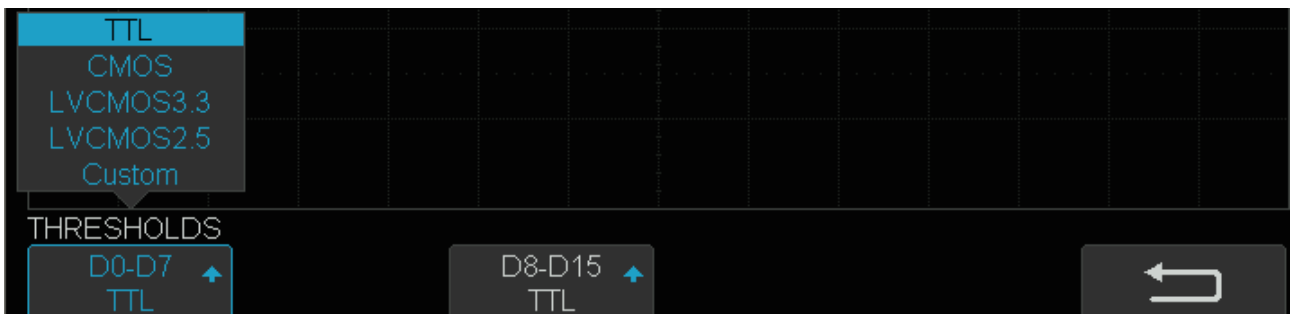 TTL
CMOS
LVCMOS3.3
LVCMOS2.5
Custom
THRESHOLDS
D0-D7
TTL
D8-D15
TTL